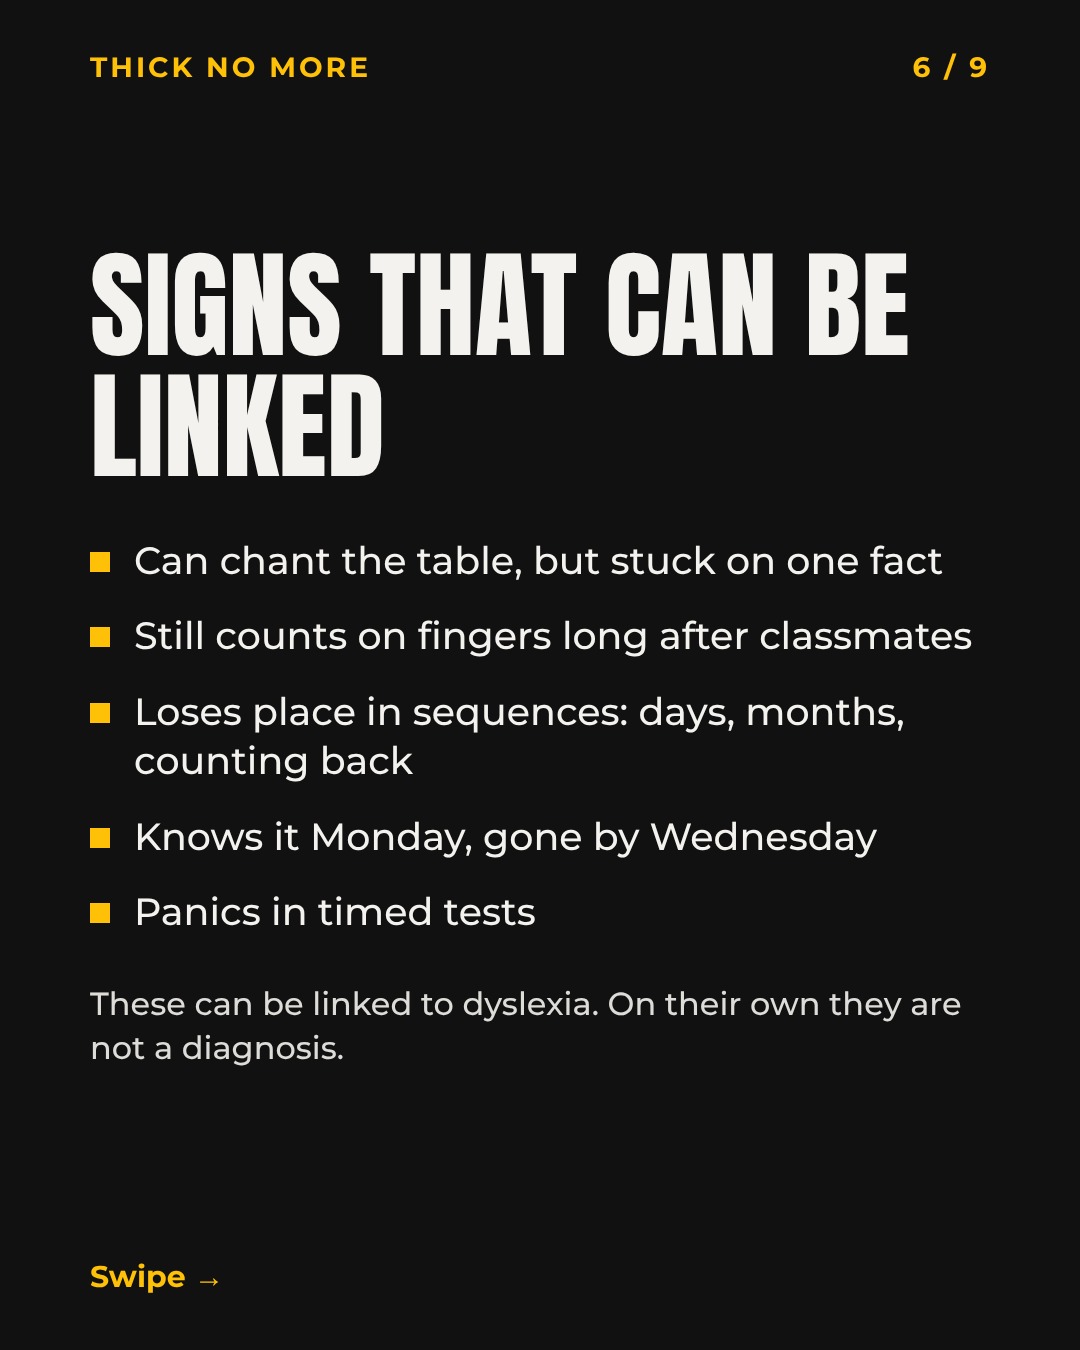 THICK NO MORE
6 / 9
SIGNS THAT CAN BE
LINKED
Can chant the table, but stuck on one fact
Still counts on fingers long after classmates
Loses place in sequences: days, months,
counting back
Knows it Monday, gone by Wednesday
Panics in timed tests
These can be linked to dyslexia. On their own they are
not a diagnosis.
Swipe →